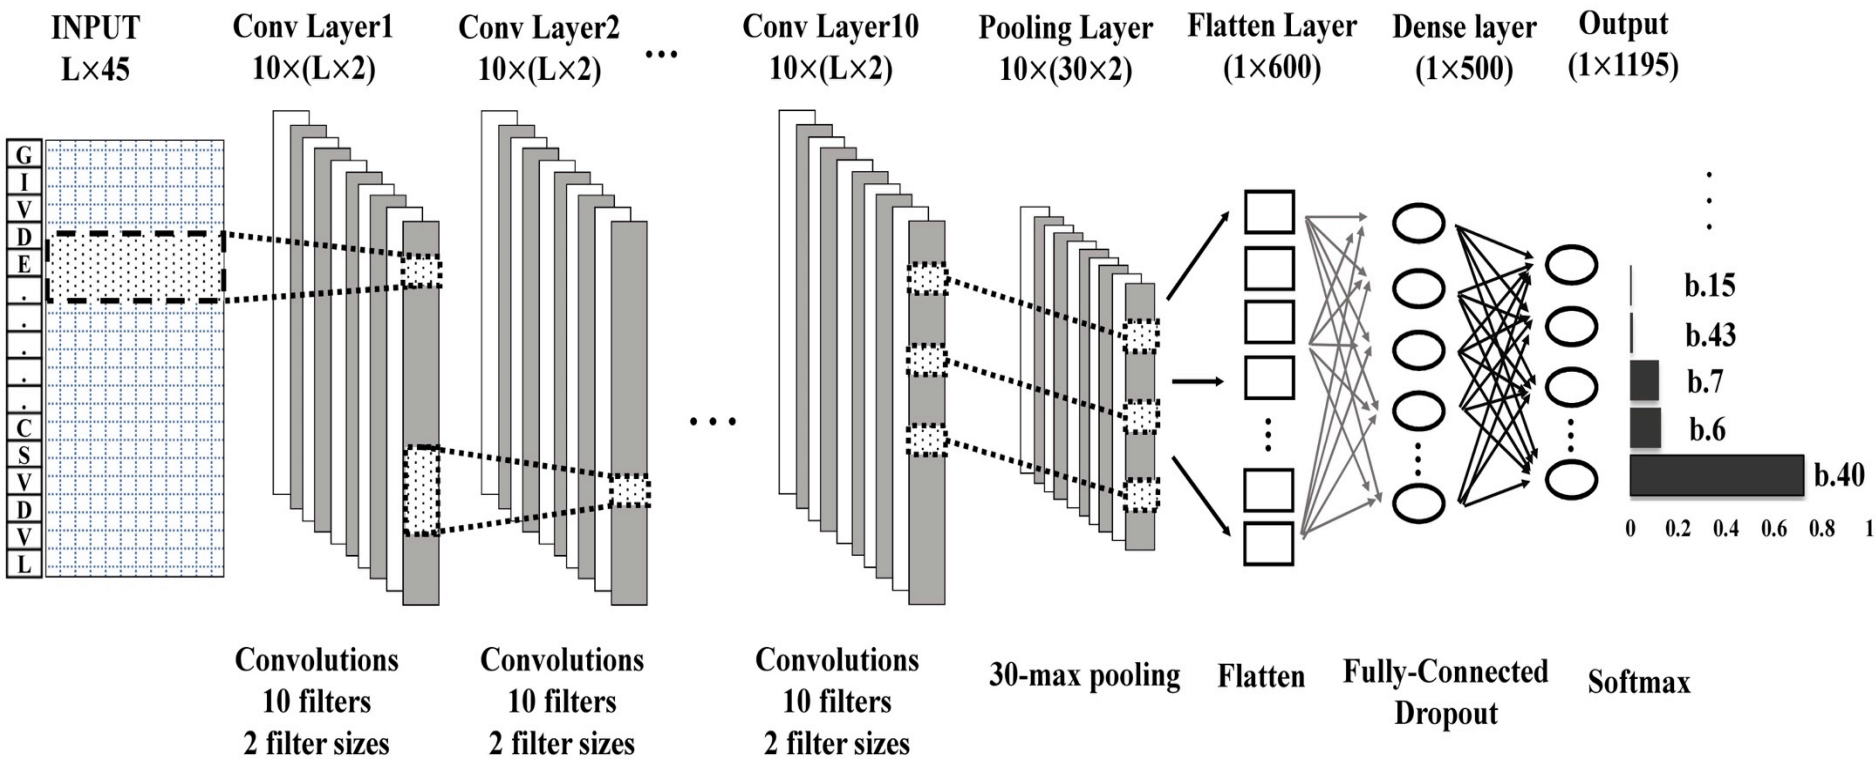 INPUT
L×45
Conv Layer1
10×(L×2)
Conv Layer2
10×(L×2)
...
Conv Layer10
10×(L×2)
Pooling Layer
10×(30×2)
Flatten Layer
(1×600)
Dense layer
(1×500)
Output
(1×1195)
G
I
V
D
E
.
.
.
.
.
C
S
V
D
V
L
...
b.15
b.43
b.7
b.6
b.40
0 0.2 0.4 0.6 0.8 1
Convolutions
10 filters
2 filter sizes
Convolutions
10 filters
2 filter sizes
Convolutions
10 filters
2 filter sizes
30-max pooling
Flatten
Fully-Connected
Dropout
Softmax